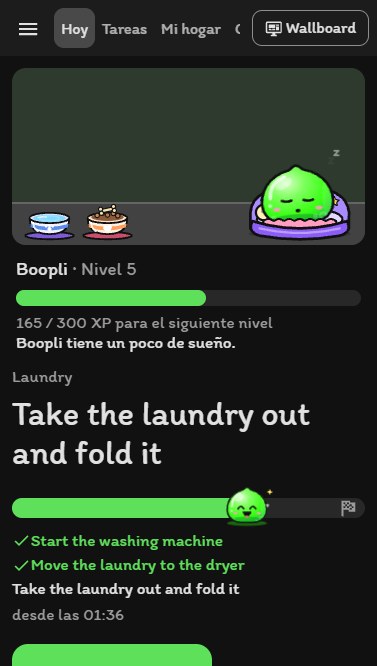 Hoy Tareas Mi hogar Wallboard
z
Boopli · Nivel 5
165 / 300 XP para el siguiente nivel
Boopli tiene un poco de sueño.
Laundry
Take the laundry out
and fold it
Start the washing machine
Move the laundry to the dryer
Take the laundry out and fold it
desde las 01:36